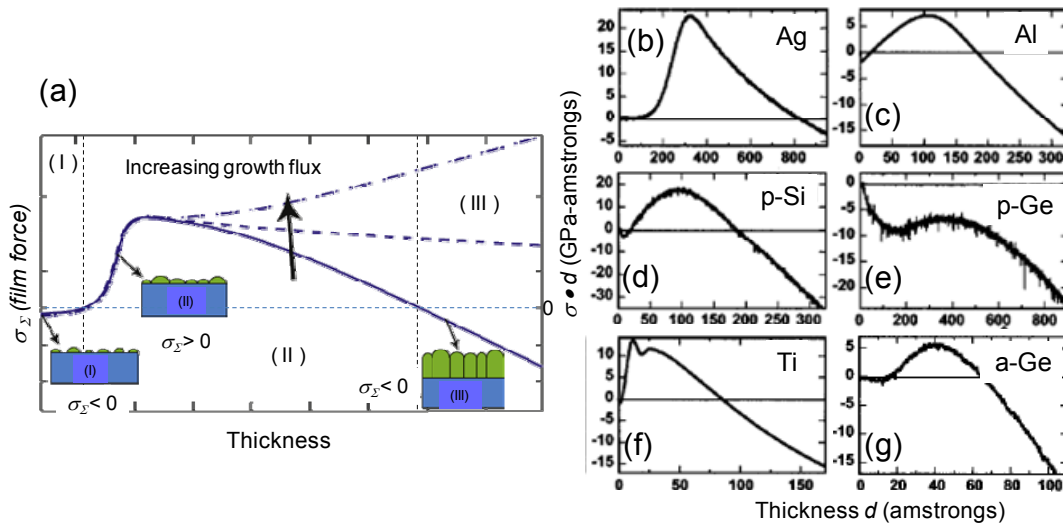 (a)
(I)
Increasing growth flux
(III)
(II)
σΣ > 0
(I)
σΣ< 0
(II)
σΣ< 0
(III)
0
σΣ (film force)
Thickness
(b)
Ag
20
15
10
5
0
-5
0 200 400 600 800
(c)
Al
5
0
-5
-10
-15
0 50 100 150 200 250 300
(d)
p-Si
20
10
0
-10
-20
-30
0 50 100 150 200 250 300
(e)
p-Ge
0
-5
-10
-15
-20
0 200 400 600 800
(f)
Ti
10
5
0
-5
-10
-15
0 50 100 150
(g)
a-Ge
5
0
-5
-10
-15
0 20 40 60 80 100
σ• d (GPa-amstrongs)
Thickness d (amstrongs)